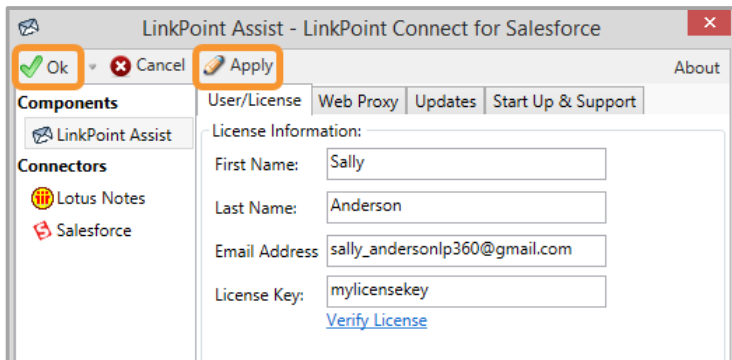 LinkPoint Assist - LinkPoint Connect for Salesforce
Ok Cancel Apply About
Components
LinkPoint Assist
Connectors
Lotus Notes
Salesforce
User/License Web Proxy Updates Start Up & Support
License Information:
First Name: Sally
Last Name: Anderson
Email Address sally_andersonlp360@gmail.com
License Key: mylicensekey
Verify License